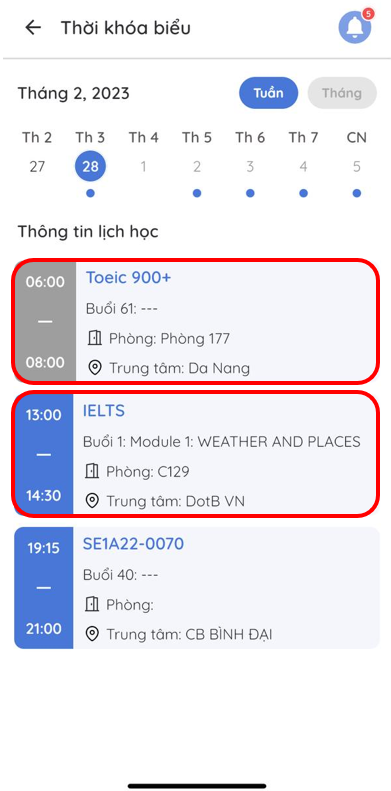 Thời khóa biểu
5
Tháng 2, 2023
Tuần
Tháng
Th 2 Th 3 Th 4 Th 5 Th 6 Th 7 CN
27 28 1 2 3 4 5
Thông tin lịch học
06:00
08:00
Toeic 900+
Buổi 61: ---
Phòng: Phòng 177
Trung tâm: Da Nang
13:00
14:30
IELTS
Buổi 1: Module 1: WEATHER AND PLACES
Phòng: C129
Trung tâm: DotB VN
19:15
21:00
SE1A22-0070
Buổi 40: ---
Phòng:
Trung tâm: CB BÌNH ĐẠI